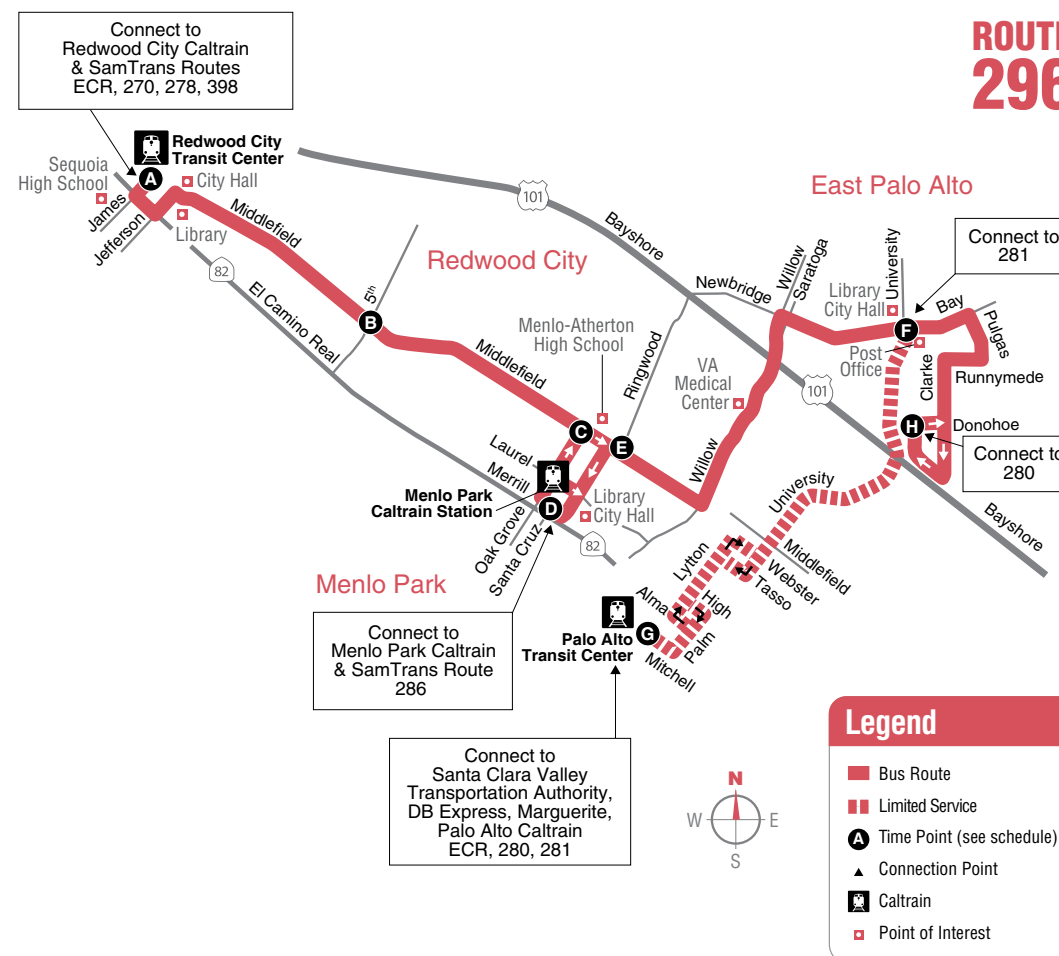 Connect to
Redwood City Caltrain
& SamTrans Routes
ECR, 270, 278, 398
296
Redwood City
Transit Center
Sequoia
High School
A
City Hall
James
Jefferson
Library
Middlefield
101
Bayshore
East Palo Alto
Connect to
281
82
El Camino Real
5th
B
Redwood City
Middlefield
Menlo-Atherton
High School
Ringwood
Newbridge
Willow
Saratoga
Library
City Hall
University
F
Bay
Pulgas
Post
Office
Clarke
Runnymede
VA
Medical
Center
101
H
Donohoe
Connect to
280
Bayshore
C
E
Laurel
Merrill
Menlo Park
Caltrain Station
D
Library
City Hall
Oak Grove
Santa Cruz
82
Willow
University
Middlefield
Webster
Tasso
Lytton
High
Alma
Palm
Mitchell
G
Palo Alto
Transit Center
Menlo Park
Connect to
Menlo Park Caltrain
& SamTrans Route
286
Connect to
Santa Clara Valley
Transportation Authority,
DB Express, Marguerite,
Palo Alto Caltrain
ECR, 280, 281
N
W
E
S
Legend
Bus Route
Limited Service
A Time Point (see schedule)
Connection Point
Caltrain
Point of Interest